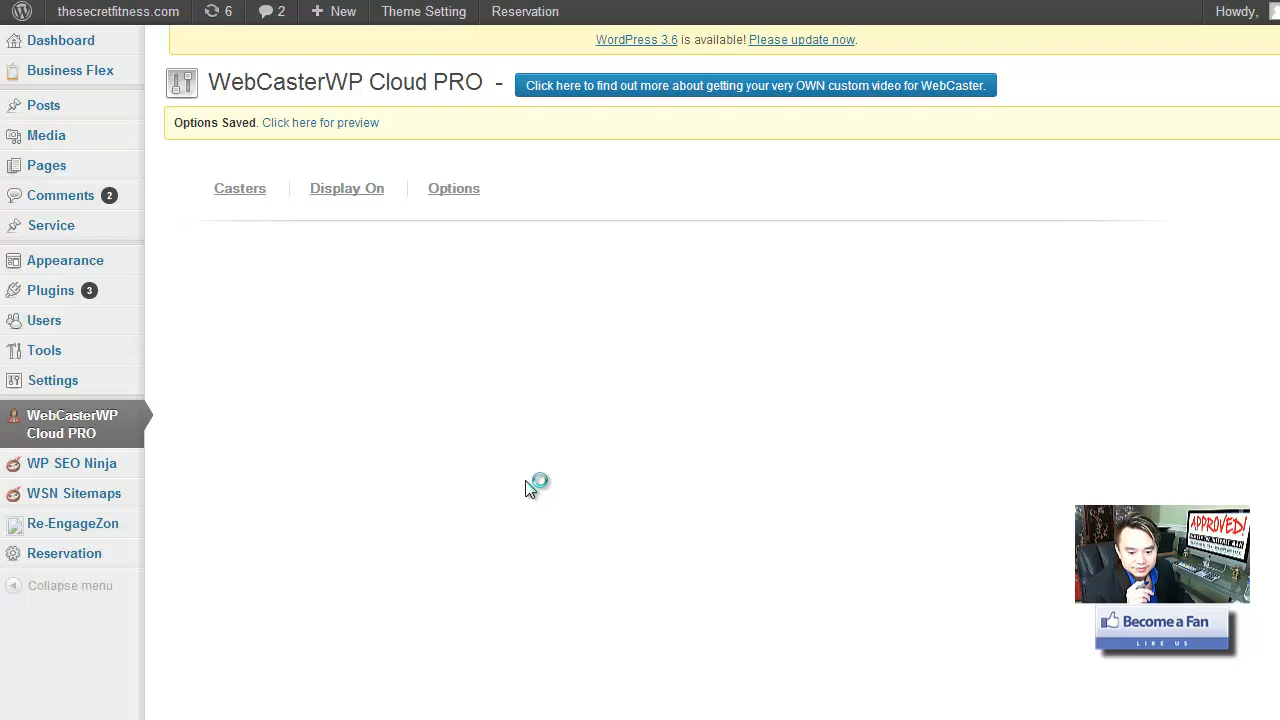 thesecretfitness.com 6 2 + New Theme Setting Reservation Howdy,
WordPress 3.6 is available! Please update now.
WebCasterWP Cloud PRO - Click here to find out more about getting your very OWN custom video for WebCaster.
Options Saved. Click here for preview
Casters Display On Options
Dashboard
Business Flex
Posts
Media
Pages
Comments 2
Service
Appearance
Plugins 3
Users
Tools
Settings
WebCasterWP
Cloud PRO
WP SEO Ninja
WSN Sitemaps
Re-EngageZon
Reservation
Collapse menu
APPROVED!
Become a Fan
LIKE US